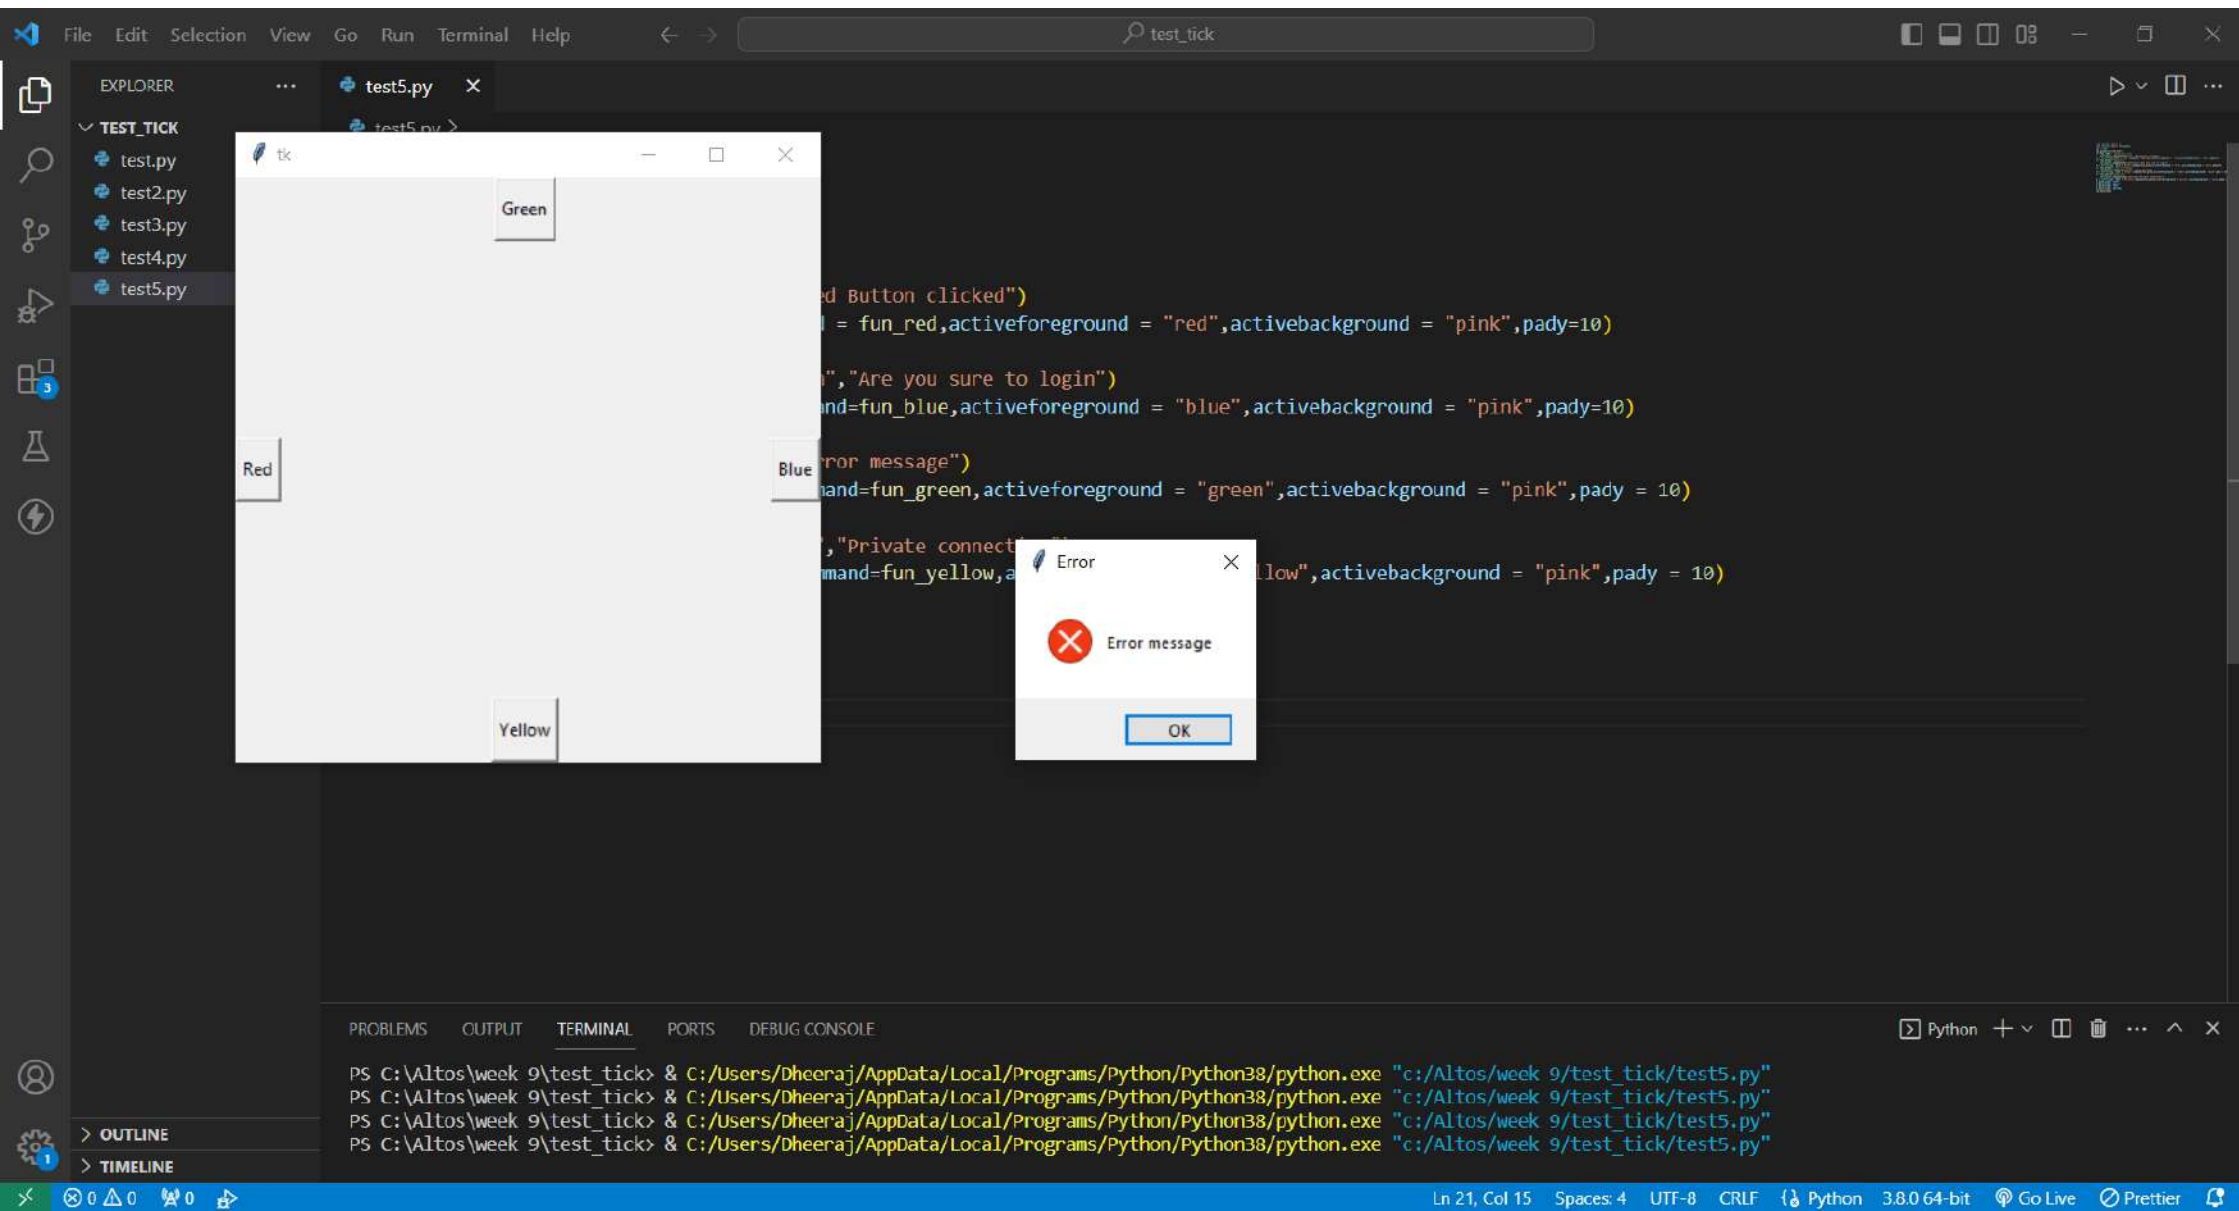 File Edit Selection View Go Run Terminal Help
test_tick
EXPLORER
test5.py
TEST_TICK
test5.py
test.py
test2.py
test3.py
test4.py
test5.py
tk
Green
Red
Blue
Yellow
d Button clicked")
= fun_red,activeforeground = "red",activebackground = "pink",pady=10)
","Are you sure to login")
nd=fun_blue,activeforeground = "blue",activebackground = "pink",pady=10)
ror message")
mand=fun_green,activeforeground = "green",activebackground = "pink",pady = 10)
","Private connect
mmand=fun_yellow,a
llow",activebackground = "pink",pady = 10)
Error
Error message
OK
PROBLEMS OUTPUT TERMINAL PORTS DEBUG CONSOLE
Python
PS C:\Altos\week 9\test_tick> & C:/Users/Dheeraj/AppData/Local/Programs/Python/Python38/python.exe "c:/Altos/week 9/test_tick/test5.py"
PS C:\Altos\week 9\test_tick> & C:/Users/Dheeraj/AppData/Local/Programs/Python/Python38/python.exe "c:/Altos/week 9/test_tick/test5.py"
PS C:\Altos\week 9\test_tick> & C:/Users/Dheeraj/AppData/Local/Programs/Python/Python38/python.exe "c:/Altos/week 9/test_tick/test5.py"
PS C:\Altos\week 9\test_tick> & C:/Users/Dheeraj/AppData/Local/Programs/Python/Python38/python.exe "c:/Altos/week 9/test_tick/test5.py"
OUTLINE
TIMELINE
3
1
0 0 0
Ln 21, Col 15 Spaces: 4 UTF-8 CRLF Python 3.8.0 64-bit Go Live Prettier